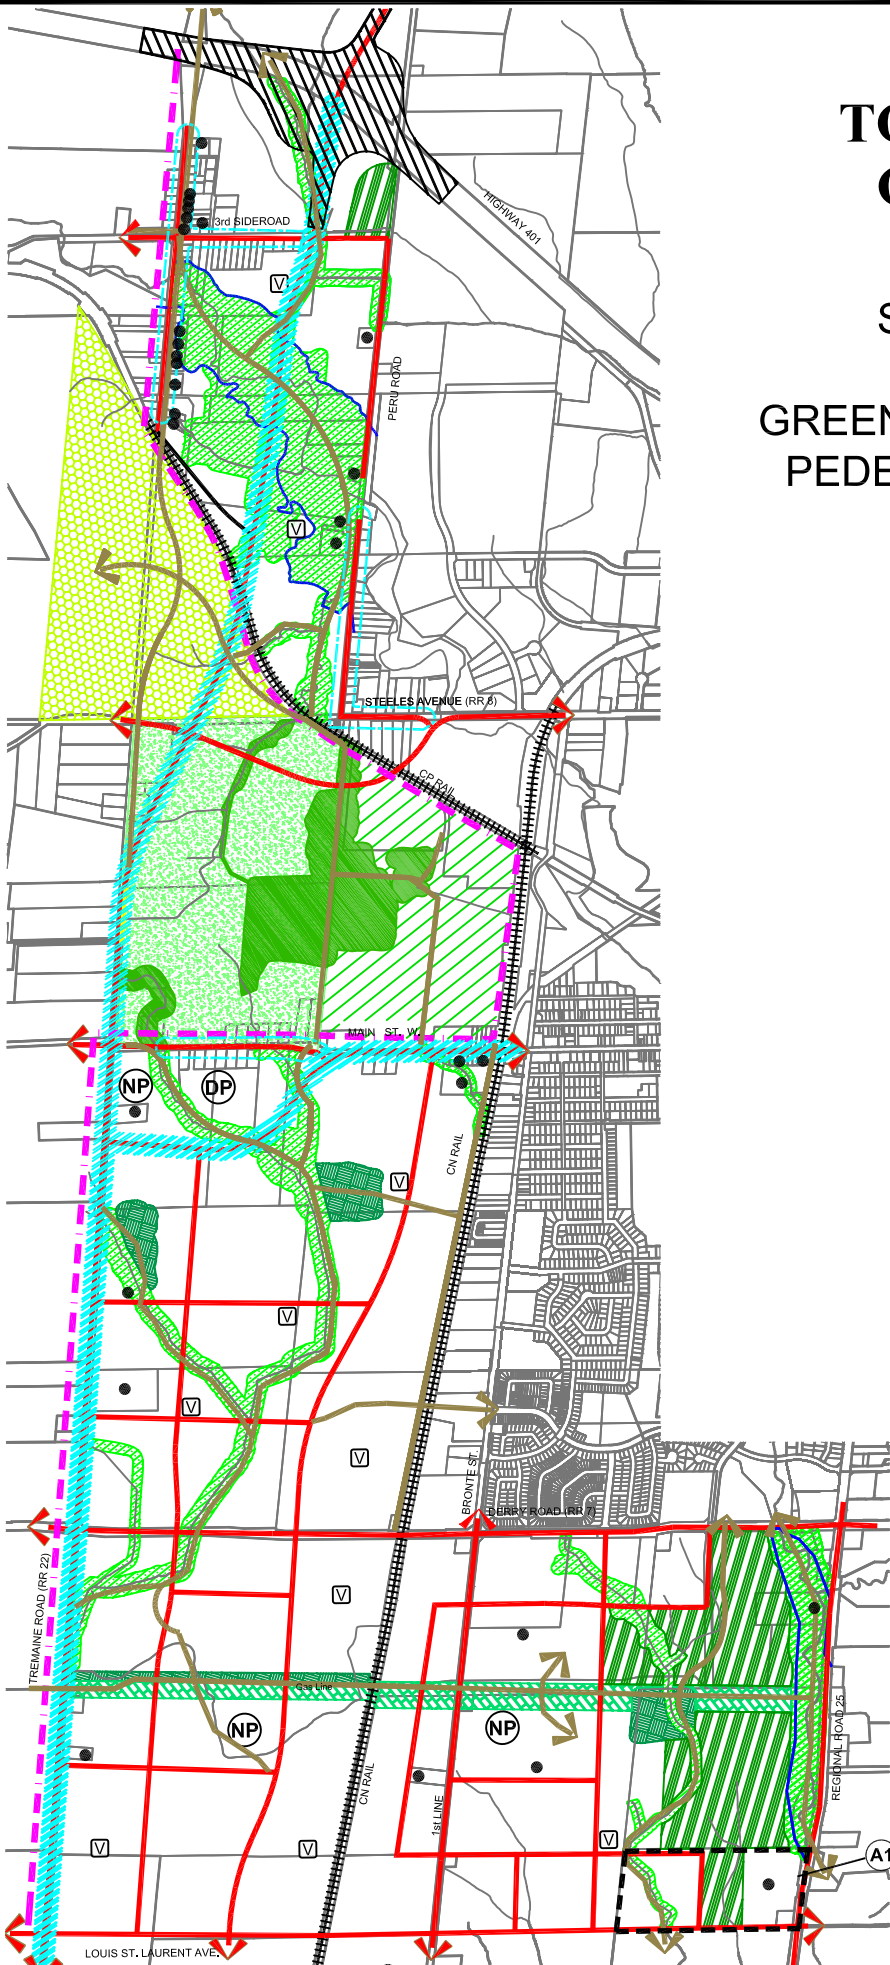 TO
HIGHWAY 401
3rd SIDEROAD
V
S
PERU ROAD
GREEN
PEDE
V
STEELES AVENUE (RR 8)
CP RAIL
MAIN ST. W.
NP
DP
CN RAIL
V
V
V
V
BRONTE ST.
DERRY ROAD (RR 7)
TREMAINE ROAD (RR 22)
V
Gas Line
NP
NP
REGIONAL ROAD 25
CN RAIL
1st LINE
V
V
V
A1
LOUIS ST. LAURENT AVE.